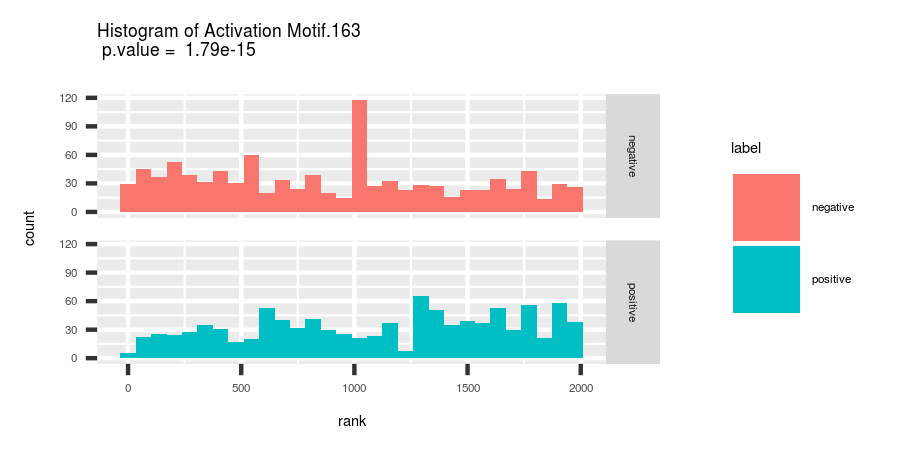 Histogram of Activation Motif.163
p.value = 1.79e-15
count
120
90
60
30
0
negative
120
90
60
30
0
positive
0 500 1000 1500 2000
rank
label
negative
positive